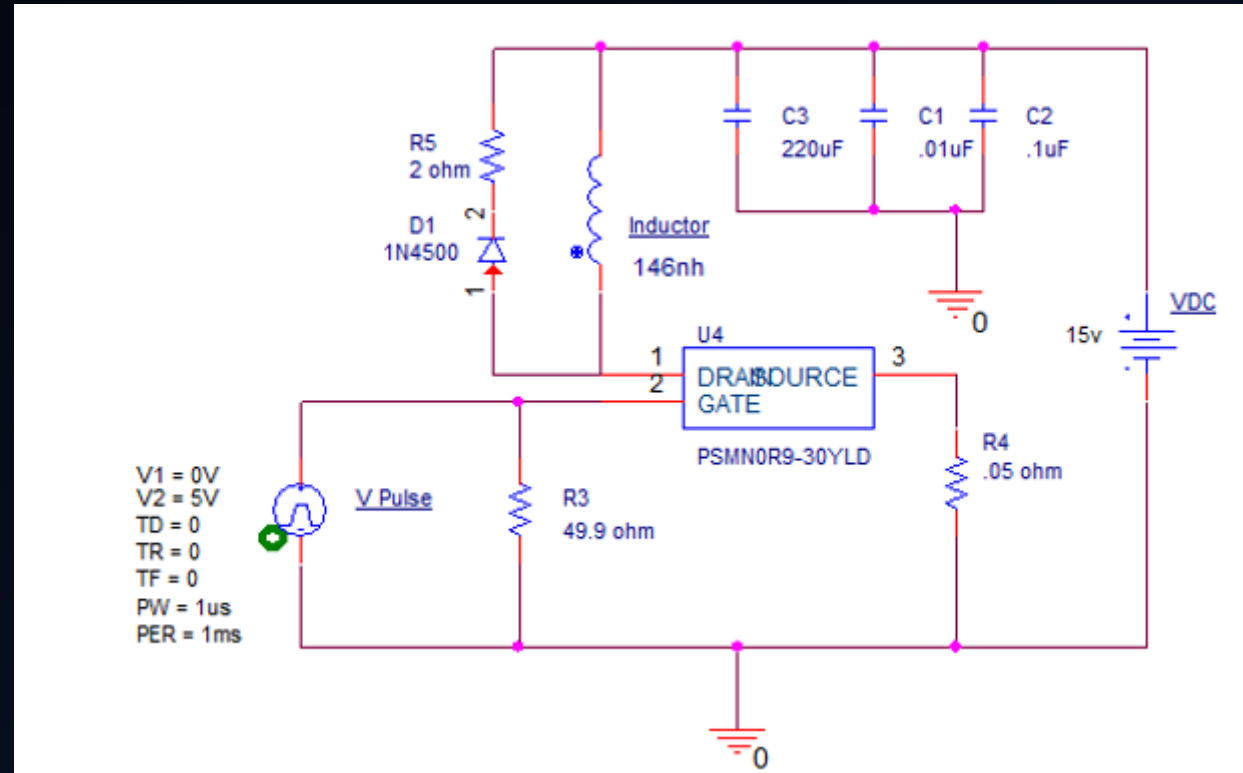 R5
2 ohm
2
D1
1N4500
1
Inductor
146nh
C3
220uF
C1
.01uF
C2
.1uF
0
VDC
15v
U4
1
2
DRAIN
SOURCE
GATE
3
PSMN0R9-30YLD
R4
.05 ohm
V1 = 0V
V2 = 5V
TD = 0
TR = 0
TF = 0
PW = 1us
PER = 1ms
V Pulse
R3
49.9 ohm
0